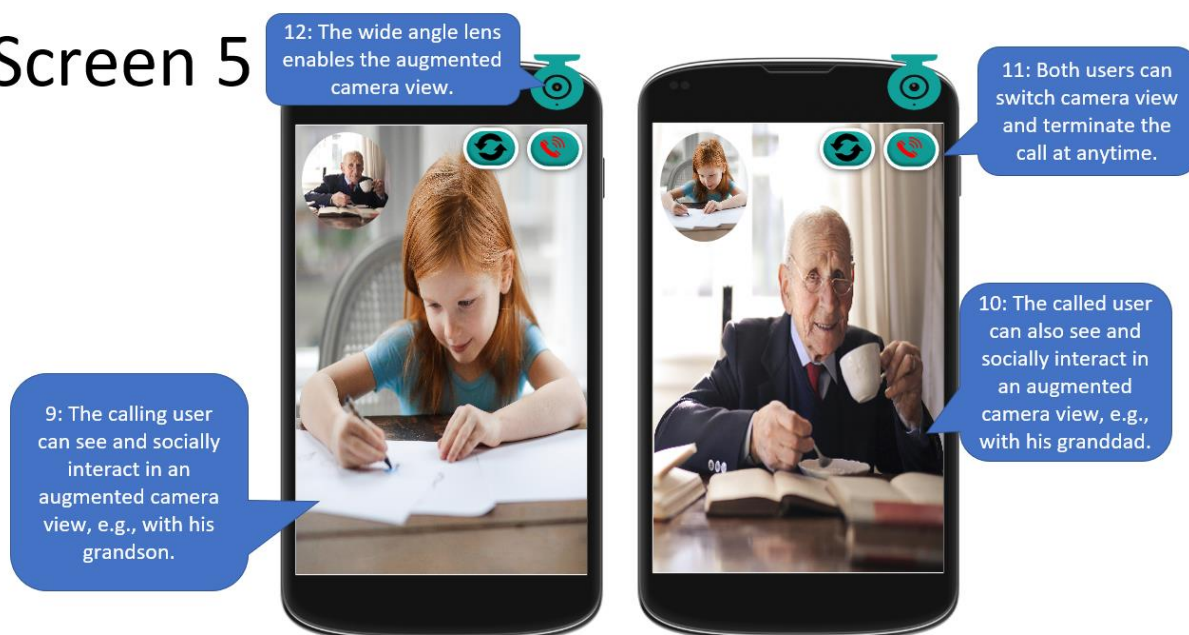 Screen 5
12: The wide angle lens
enables the augmented
camera view.
11: Both users can
switch camera view
and terminate the
call at anytime.
10: The called user
can also see and
socially interact in
an augmented
camera view, e.g.,
with his granddad.
9: The calling user
can see and socially
interact in an
augmented camera
view, e.g., with his
grandson.